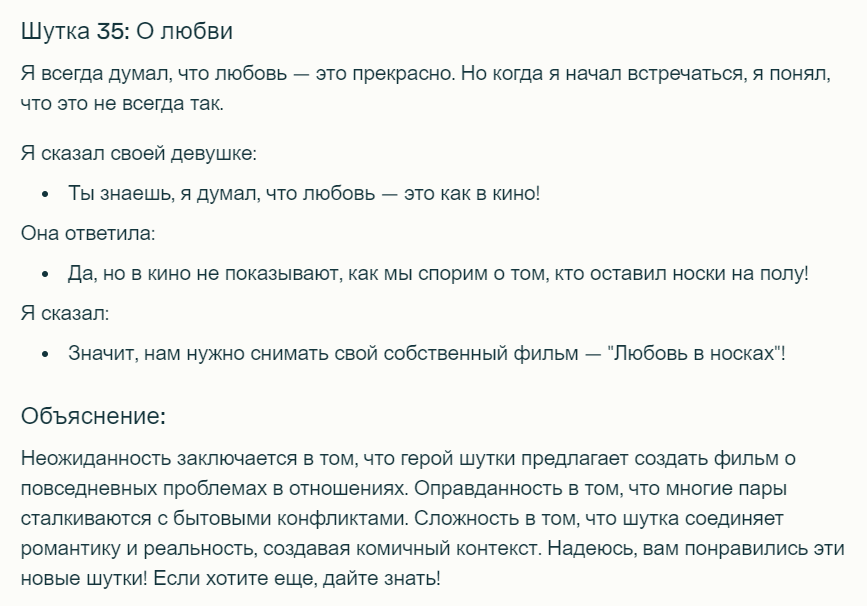 Шутка 35: О любви
Я всегда думал, что любовь — это прекрасно. Но когда я начал встречаться, я понял,
что это не всегда так.
Я сказал своей девушке:
• Ты знаешь, я думал, что любовь — это как в кино!
Она ответила:
• Да, но в кино не показывают, как мы спорим о том, кто оставил носки на полу!
Я сказал:
• Значит, нам нужно снимать свой собственный фильм — "Любовь в носках"!
Объяснение:
Неожиданность заключается в том, что герой шутки предлагает создать фильм о
повседневных проблемах в отношениях. Оправданность в том, что многие пары
сталкиваются с бытовыми конфликтами. Сложность в том, что шутка соединяет
романтику и реальность, создавая комичный контекст. Надеюсь, вам понравились эти
новые шутки! Если хотите еще, дайте знать!